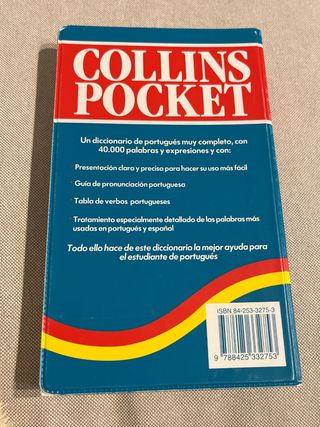 COLLINS
POCKET
Un diccionario de portugués muy completo, con
40.000 palabras y expresiones y con:
· Presentación clara y precisa para hacer su uso más fácil
· Guía de pronunciación portuguesa
· Tabla de verbos portugueses
· Tratamiento especialmente detallado de las palabras más
usadas en portugués y español
Todo ello hace de este diccionario la mejor ayuda para
el estudiante de portugués
ISBN 84-253-3275-3
9 788425 332753